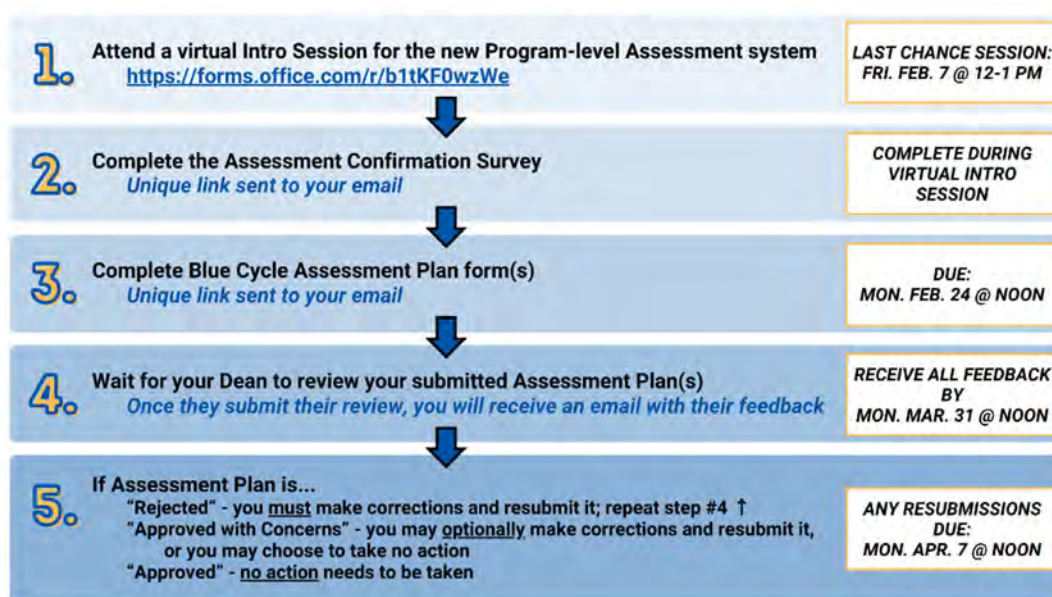 1.
Attend a virtual Intro Session for the new Program-level Assessment system
https://forms.office.com/r/b1tKF0wzWe
LAST CHANCE SESSION:
FRI. FEB. 7 @ 12-1 PM
2.
Complete the Assessment Confirmation Survey
Unique link sent to your email
COMPLETE DURING
VIRTUAL INTRO
SESSION
3.
Complete Blue Cycle Assessment Plan form(s)
Unique link sent to your email
DUE:
MON. FEB. 24 @ NOON
4.
Wait for your Dean to review your submitted Assessment Plan(s)
Once they submit their review, you will receive an email with their feedback
RECEIVE ALL FEEDBACK
BY
MON. MAR. 31 @ NOON
5.
If Assessment Plan is...
"Rejected" - you must make corrections and resubmit it; repeat step #4 ↑
"Approved with Concerns" - you may optionally make corrections and resubmit it,
or you may choose to take no action
"Approved" - no action needs to be taken
ANY RESUBMISSIONS
DUE:
MON. APR. 7 @ NOON